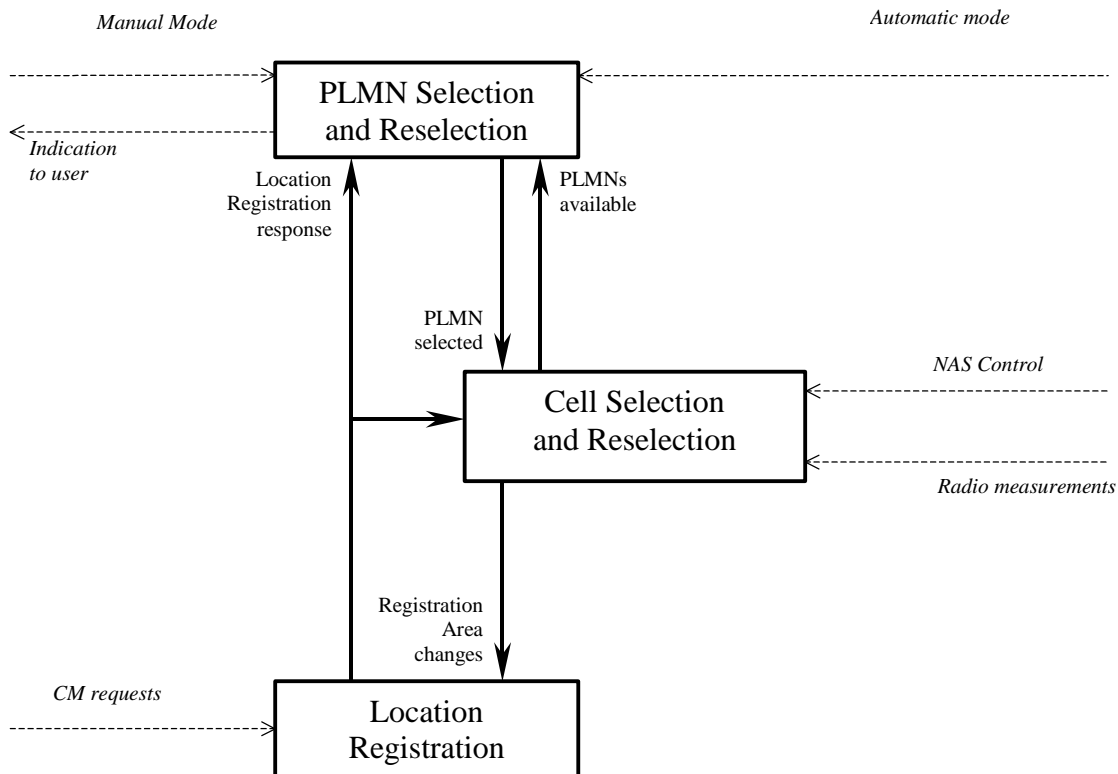 Manual Mode
Automatic mode
PLMN Selection
and Reselection
Indication
to user
Location
Registration
response
PLMNs
available
PLMN
selected
NAS Control
Cell Selection
and Reselection
Radio measurements
Registration
Area
changes
CM requests
Location
Registration